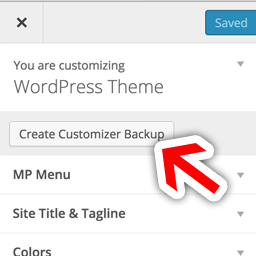 Saved
You are customizing
WordPress Theme
Create Customizer Backup
MP Menu
Site Title & Tagline
Colors